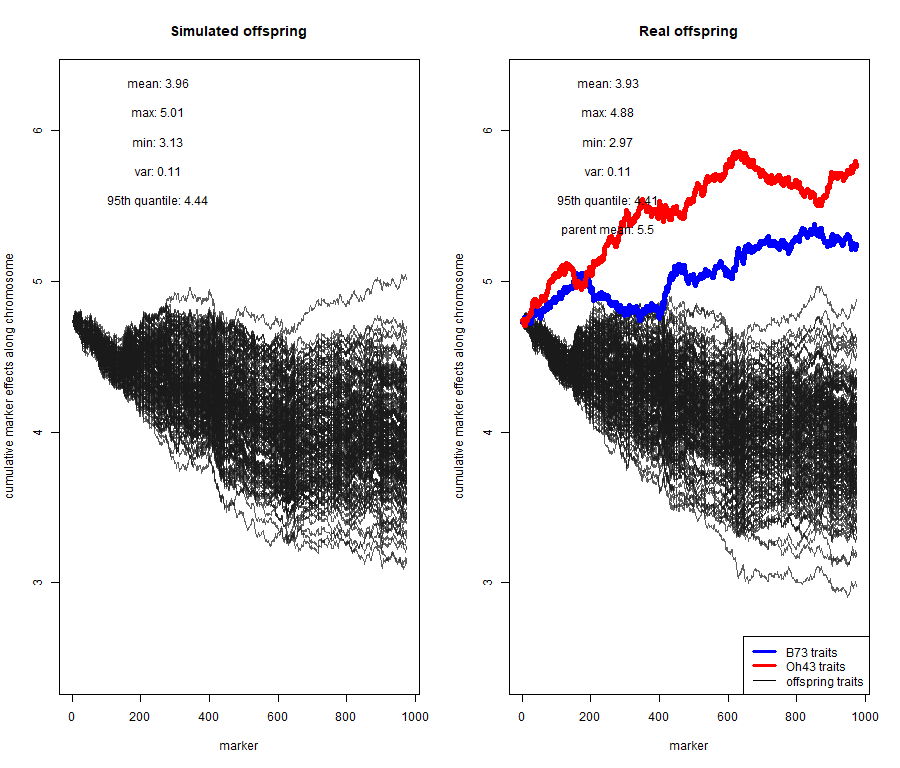 Simulated offspring
mean: 3.96
max: 5.01
min: 3.13
var: 0.11
95th quantile: 4.44
cumulative marker effects along chromosome
3
4
5
6
0
200
400
600
800
1000
marker
Real offspring
mean: 3.93
max: 4.88
min: 2.97
var: 0.11
95th quantile: 4.41
parent mean: 5.5
cumulative marker effects along chromosome
3
4
5
6
0
200
400
600
800
1000
marker
B73 traits
Oh43 traits
offspring traits